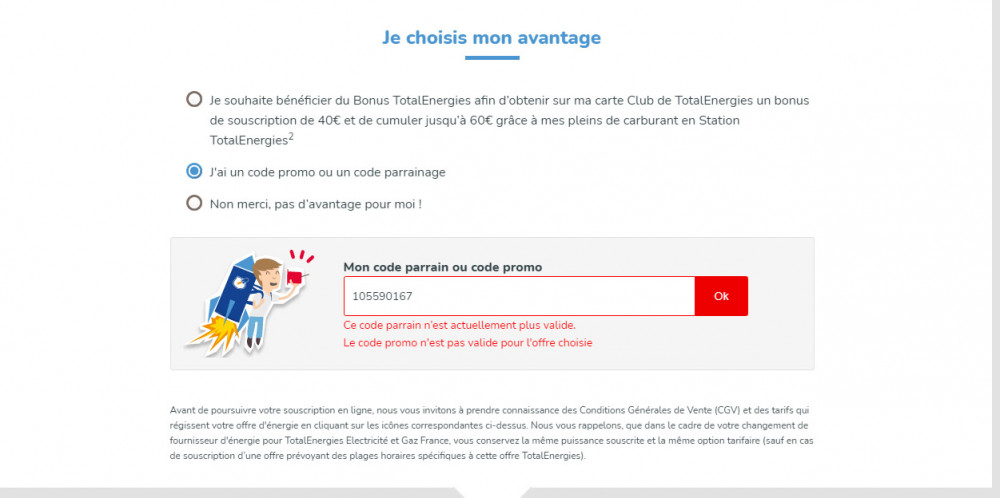 Je choisis mon avantage
Je souhaite bénéficier du Bonus TotalEnergies afin d’obtenir sur ma carte Club de TotalEnergies un bonus
de souscription de 40€ et de cumuler jusqu’à 60€ grâce à mes pleins de carburant en Station
TotalEnergies2
J'ai un code promo ou un code parrainage
Non merci, pas d’avantage pour moi !
Mon code parrain ou code promo
105590167
Ok
Ce code parrain n’est actuellement plus valide.
Le code promo n'est pas valide pour l'offre choisie
Avant de poursuivre votre souscription en ligne, nous vous invitons à prendre connaissance des Conditions Générales de Vente (CGV) et des tarifs qui
régissent votre offre d'énergie en cliquant sur les icônes correspondantes ci-dessus. Nous vous rappelons, que dans le cadre de votre changement de
fournisseur d'énergie pour TotalEnergies Electricité et Gaz France, vous conservez la même puissance souscrite et la même option tarifaire (sauf en cas
de souscription d’une offre prévoyant des plages horaires spécifiques à cette offre TotalEnergies).